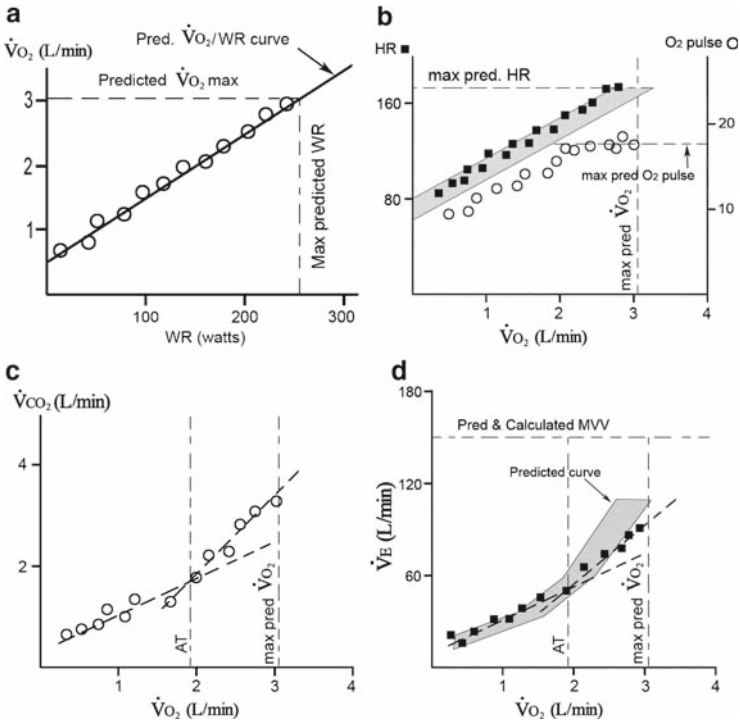 a
V̇O₂ (L/min)
Pred. V̇O₂/WR curve
Predicted V̇O₂ max
3
2
1
Max predicted WR
100
200
300
WR (watts)
b
HR ■
O₂ pulse O
max pred. HR
160
20
max pred O₂ pulse
80
10
max pred V̇O₂
1
2
3
4
V̇O₂ (L/min)
c
V̇CO₂ (L/min)
4
2
AT
max pred V̇O₂
1
2
3
4
V̇O₂ (L/min)
d
180
Pred & Calculated MVV
Predicted curve
120
V̇E (L/min)
60
AT
max pred V̇O₂
1
2
3
4
V̇O₂ (L/min)